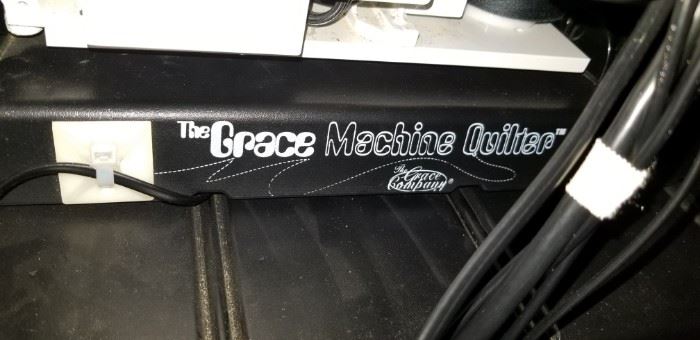 The Grace Machine Quilter™
The
Grace
Company®